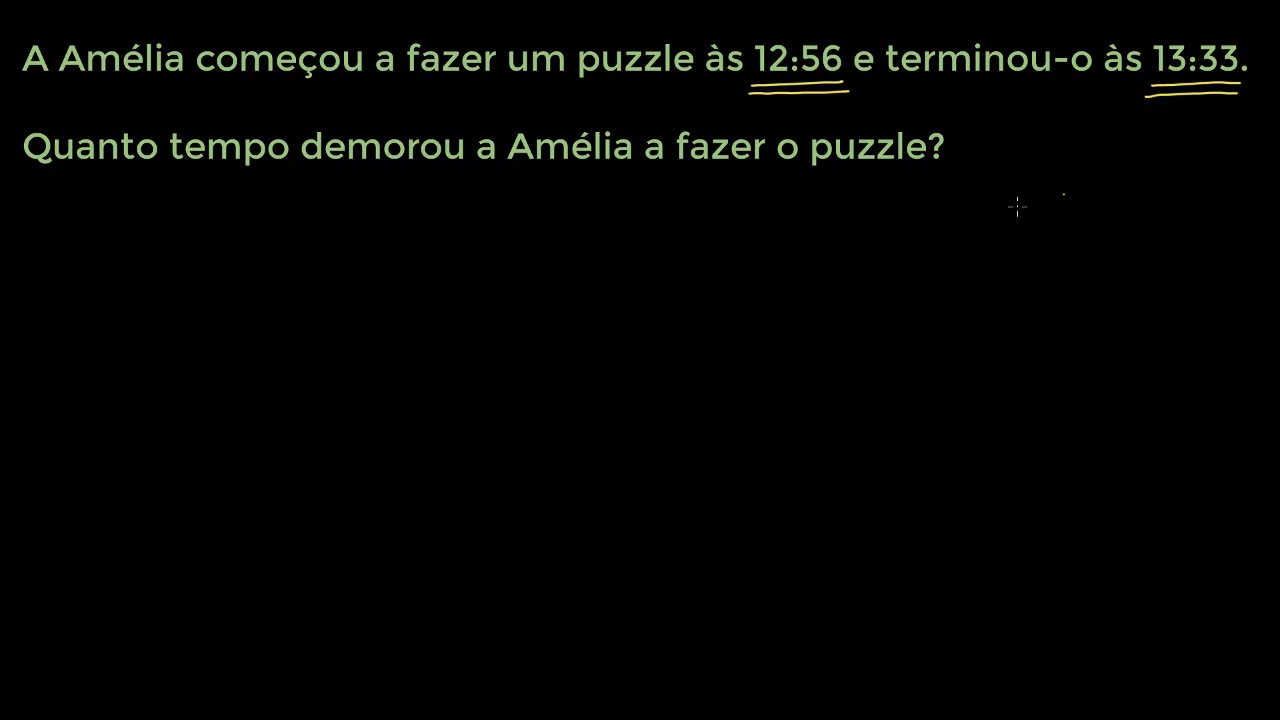 A Amélia começou a fazer um puzzle às 12:56 e terminou-o às 13:33.
Quanto tempo demorou a Amélia a fazer o puzzle?